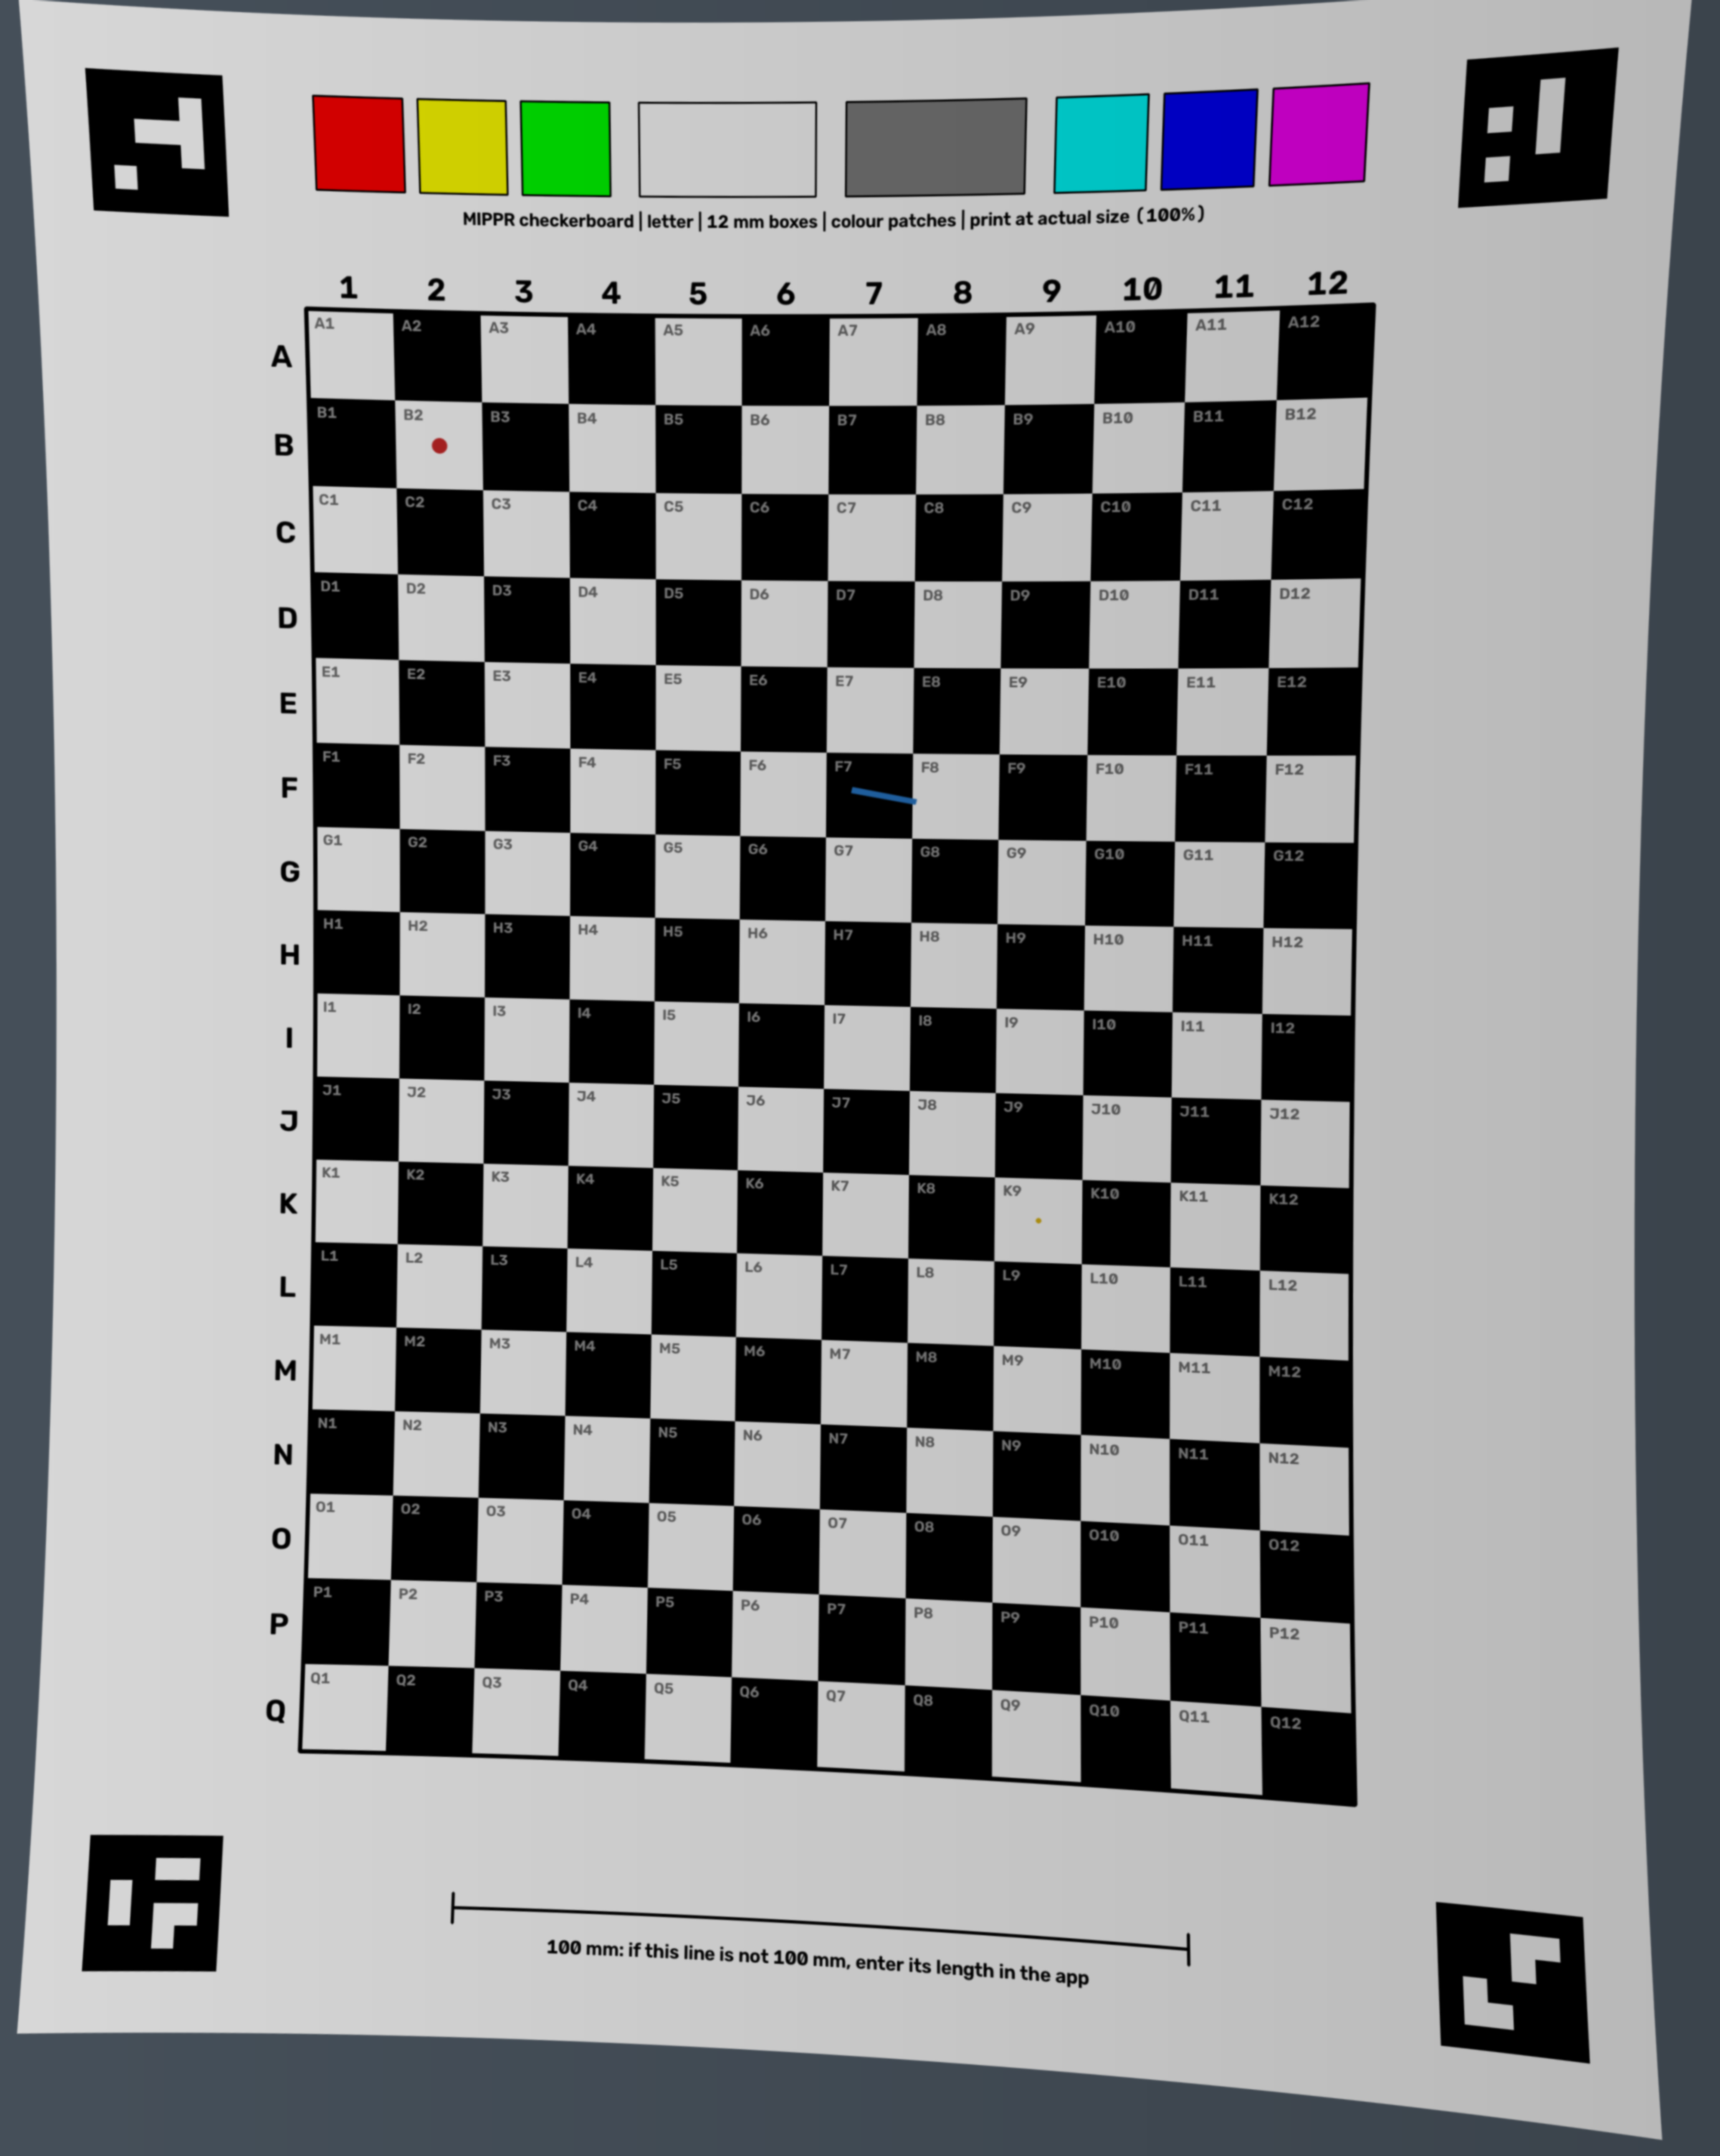 MIPPR checkerboard | letter | 12 mm boxes | colour patches | print at actual size (100%)
1 2 3 4 5 6 7 8 9 10 11 12
A A1 A2 A3 A4 A5 A6 A7 A8 A9 A10 A11 A12
B B1 B2 B3 B4 B5 B6 B7 B8 B9 B10 B11 B12
C C1 C2 C3 C4 C5 C6 C7 C8 C9 C10 C11 C12
D D1 D2 D3 D4 D5 D6 D7 D8 D9 D10 D11 D12
E E1 E2 E3 E4 E5 E6 E7 E8 E9 E10 E11 E12
F F1 F2 F3 F4 F5 F6 F7 F8 F9 F10 F11 F12
G G1 G2 G3 G4 G5 G6 G7 G8 G9 G10 G11 G12
H H1 H2 H3 H4 H5 H6 H7 H8 H9 H10 H11 H12
I I1 I2 I3 I4 I5 I6 I7 I8 I9 I10 I11 I12
J J1 J2 J3 J4 J5 J6 J7 J8 J9 J10 J11 J12
K K1 K2 K3 K4 K5 K6 K7 K8 K9 K10 K11 K12
L L1 L2 L3 L4 L5 L6 L7 L8 L9 L10 L11 L12
M M1 M2 M3 M4 M5 M6 M7 M8 M9 M10 M11 M12
N N1 N2 N3 N4 N5 N6 N7 N8 N9 N10 N11 N12
O O1 O2 O3 O4 O5 O6 O7 O8 O9 O10 O11 O12
P P1 P2 P3 P4 P5 P6 P7 P8 P9 P10 P11 P12
Q Q1 Q2 Q3 Q4 Q5 Q6 Q7 Q8 Q9 Q10 Q11 Q12
100 mm: if this line is not 100 mm, enter its length in the app